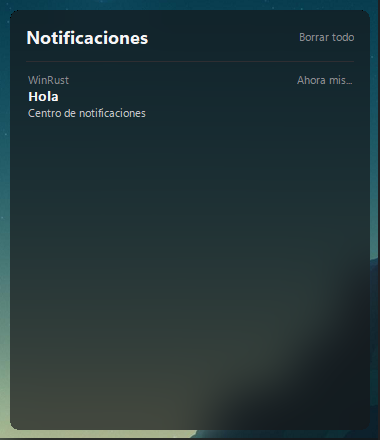 Notificaciones
Borrar todo
WinRust
Ahora mis...
Hola
Centro de notificaciones